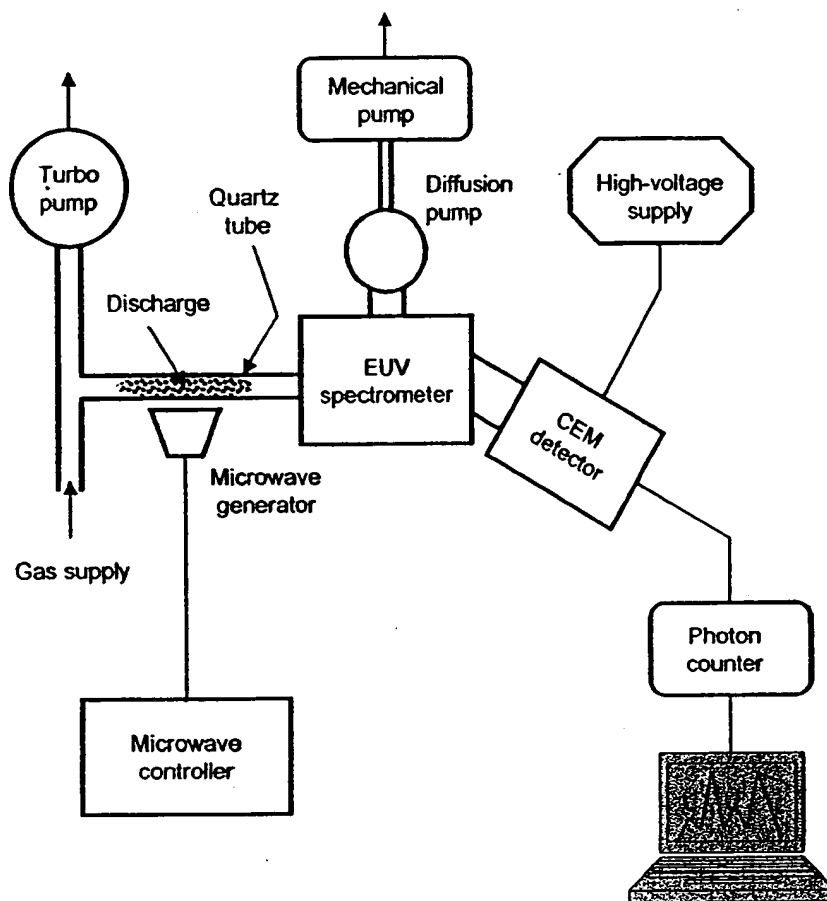 Mechanical
pump
Turbo
pump
Diffusion
pump
High-voltage
supply
Quartz
tube
Discharge
EUV
spectrometer
CEM
detector
Microwave
generator
Gas supply
Photon
counter
Microwave
controller